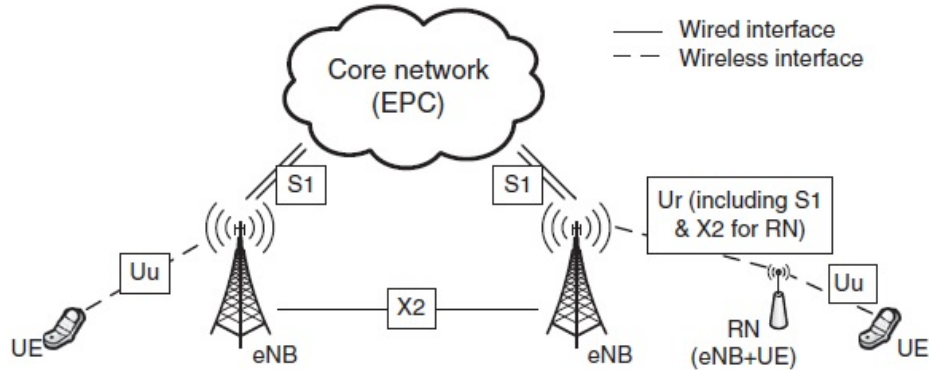 Wired interface
Wireless interface
Core network
(EPC)
S1
S1
Ur (including S1
& X2 for RN)
Uu
Uu
X2
UE
eNB
eNB
RN
(eNB+UE)
UE